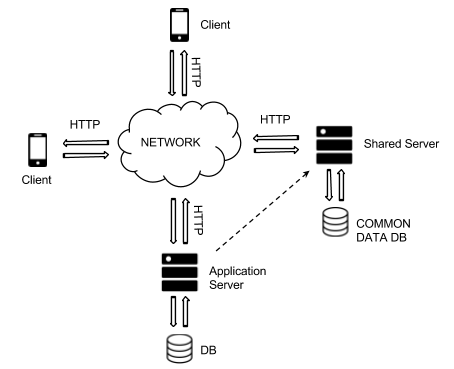 Client
HTTP
HTTP
HTTP
NETWORK
Shared Server
Client
HTTP
COMMON
DATA DB
Application
Server
DB